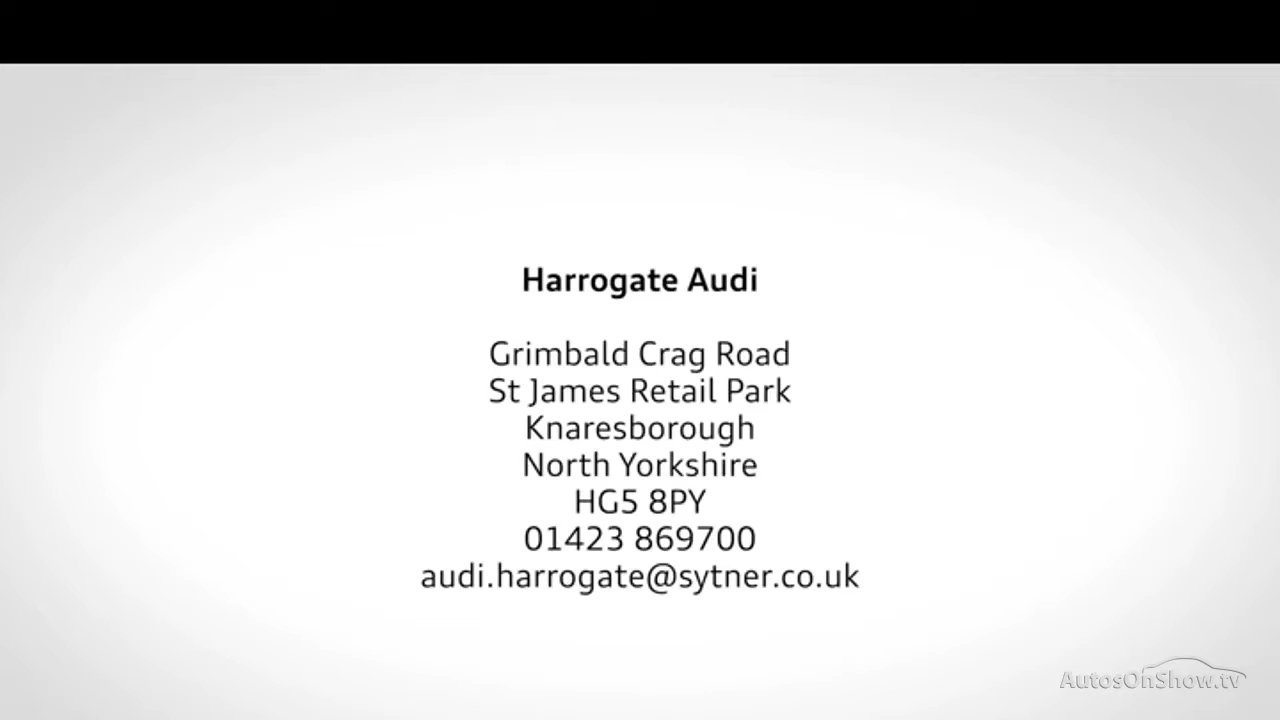 Harrogate Audi
Grimbald Crag Road
St James Retail Park
Knaresborough
North Yorkshire
HG5 8PY
01423 869700
audi.harrogate@sytner.co.uk
AutosOnShow.tv